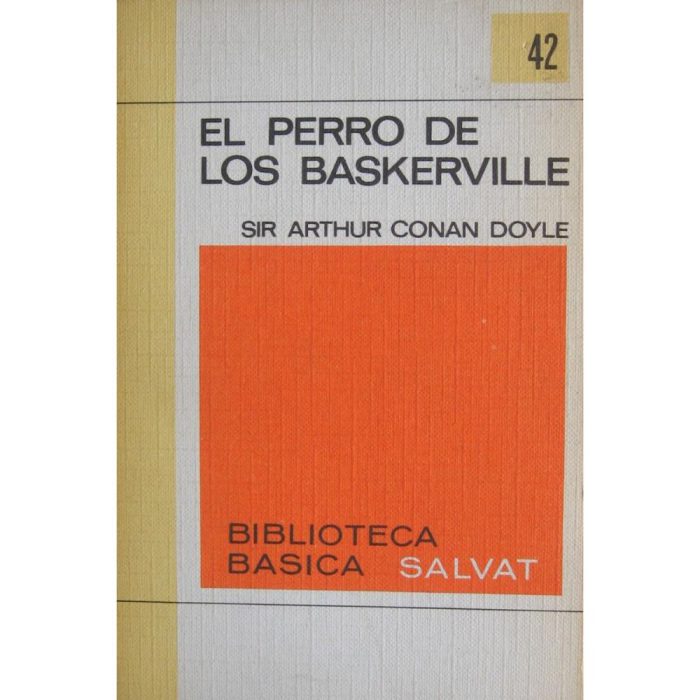 42
EL PERRO DE
LOS BASKERVILLE
SIR ARTHUR CONAN DOYLE
BIBLIOTECA
BASICA SALVAT